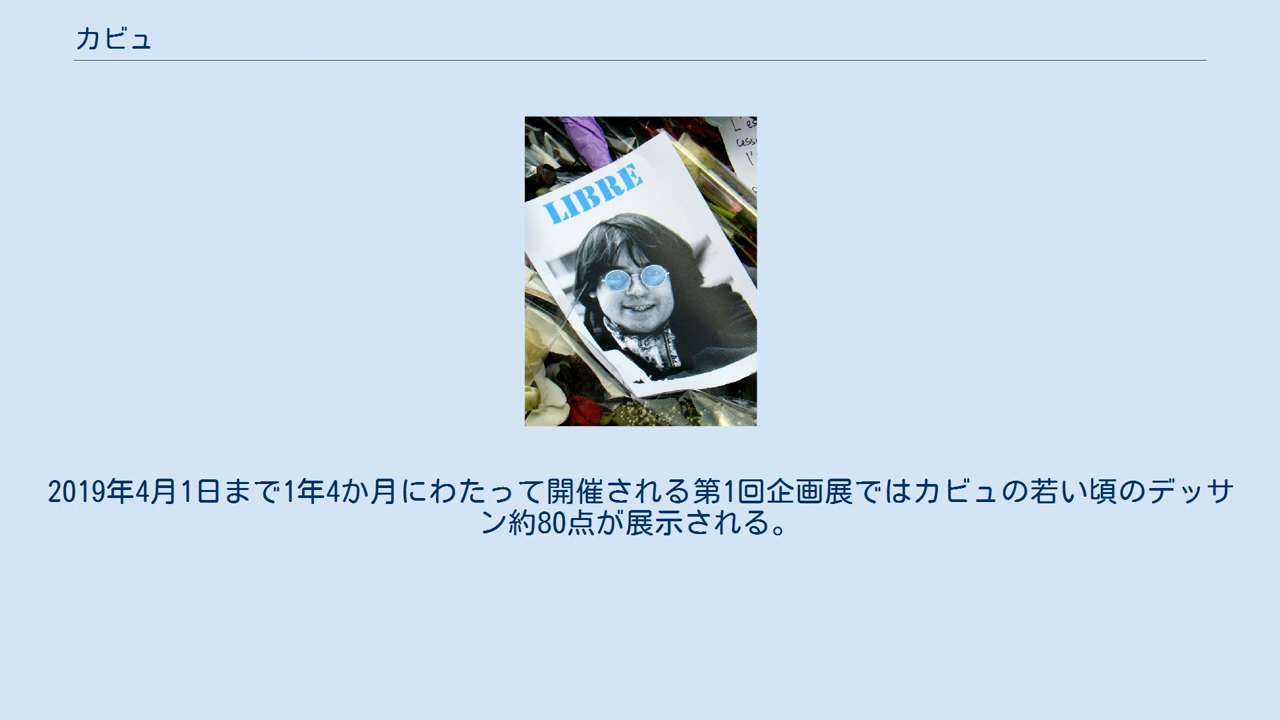 カビュ
LIBRE
2019年4月1日まで1年4か月にわたって開催される第1回企画展ではカビュの若い頃のデッサ
ン約80点が展示される。